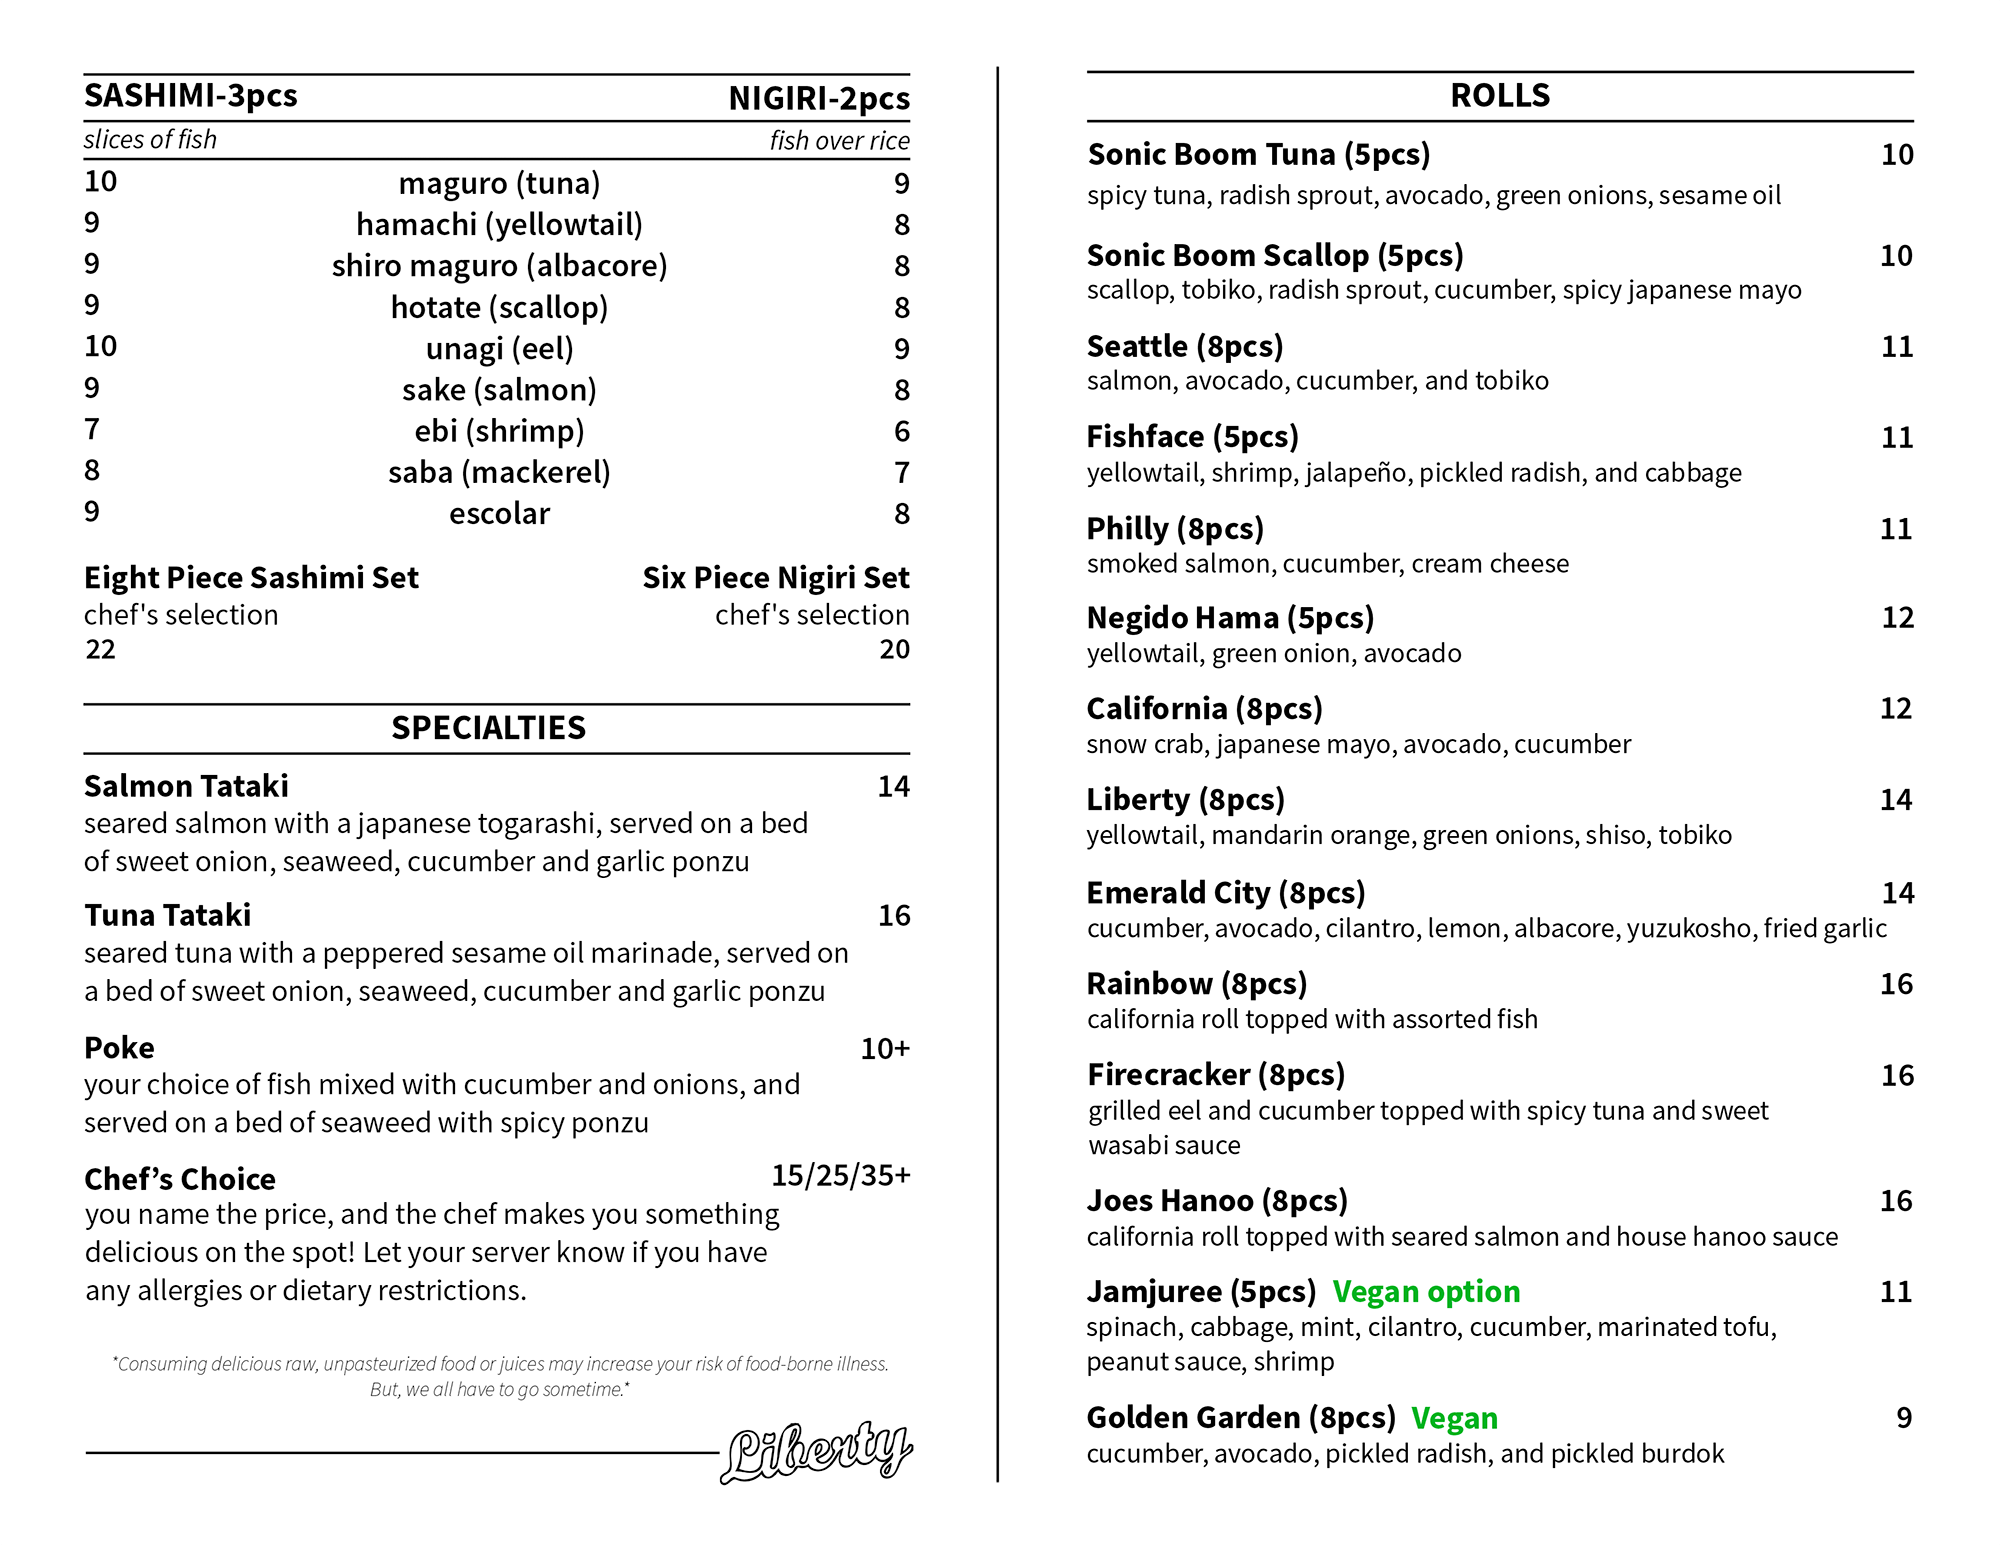 SASHIMI-3pcs NIGIRI-2pcs
slices of fish fish over rice
10 maguro (tuna) 9
9 hamachi (yellowtail) 8
9 shiro maguro (albacore) 8
9 hotate (scallop) 8
10 unagi (eel) 9
9 sake (salmon) 8
7 ebi (shrimp) 6
8 saba (mackerel) 7
9 escolar 8
Eight Piece Sashimi Set Six Piece Nigiri Set
chef's selection chef's selection
22 20
SPECIALTIES
Salmon Tataki 14
seared salmon with a japanese togarashi, served on a bed
of sweet onion, seaweed, cucumber and garlic ponzu
Tuna Tataki 16
seared tuna with a peppered sesame oil marinade, served on
a bed of sweet onion, seaweed, cucumber and garlic ponzu
Poke 10+
your choice of fish mixed with cucumber and onions, and
served on a bed of seaweed with spicy ponzu
Chef’s Choice 15/25/35+
you name the price, and the chef makes you something
delicious on the spot! Let your server know if you have
any allergies or dietary restrictions.
*Consuming delicious raw, unpasteurized food or juices may increase your risk of food-borne illness.
But, we all have to go sometime.*
Liberty
ROLLS
Sonic Boom Tuna (5pcs) 10
spicy tuna, radish sprout, avocado, green onions, sesame oil
Sonic Boom Scallop (5pcs) 10
scallop, tobiko, radish sprout, cucumber, spicy japanese mayo
Seattle (8pcs) 11
salmon, avocado, cucumber, and tobiko
Fishface (5pcs) 11
yellowtail, shrimp, jalapeño, pickled radish, and cabbage
Philly (8pcs) 11
smoked salmon, cucumber, cream cheese
Negido Hama (5pcs) 12
yellowtail, green onion, avocado
California (8pcs) 12
snow crab, japanese mayo, avocado, cucumber
Liberty (8pcs) 14
yellowtail, mandarin orange, green onions, shiso, tobiko
Emerald City (8pcs) 14
cucumber, avocado, cilantro, lemon, albacore, yuzukosho, fried garlic
Rainbow (8pcs) 16
california roll topped with assorted fish
Firecracker (8pcs) 16
grilled eel and cucumber topped with spicy tuna and sweet
wasabi sauce
Joes Hanoo (8pcs) 16
california roll topped with seared salmon and house hanoo sauce
Jamjuree (5pcs) Vegan option 11
spinach, cabbage, mint, cilantro, cucumber, marinated tofu,
peanut sauce, shrimp
Golden Garden (8pcs) Vegan 9
cucumber, avocado, pickled radish, and pickled burdok